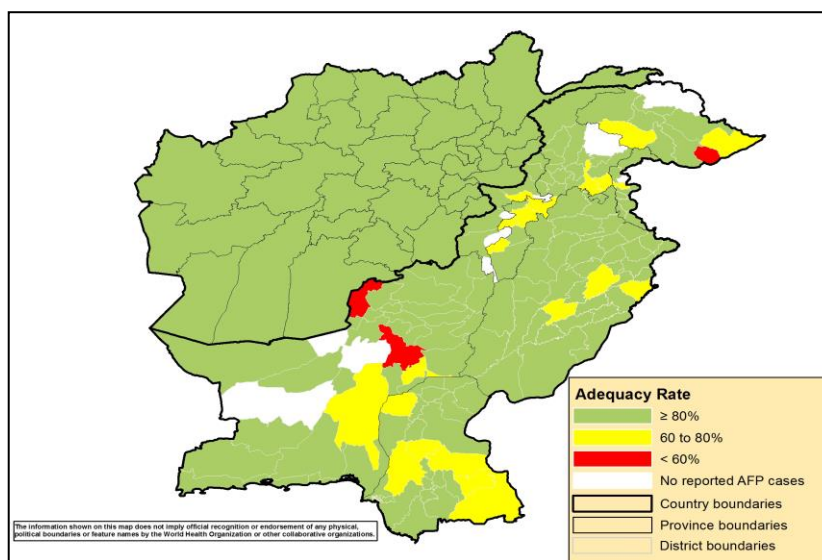 Adequacy Rate
≥ 80%
60 to 80%
< 60%
No reported AFP cases
Country boundaries
Province boundaries
District boundaries
The information shown on this map does not imply official recognition or endorsement of any physical,
political boundaries or feature names by the World Health Organization or other collaborative organizations.